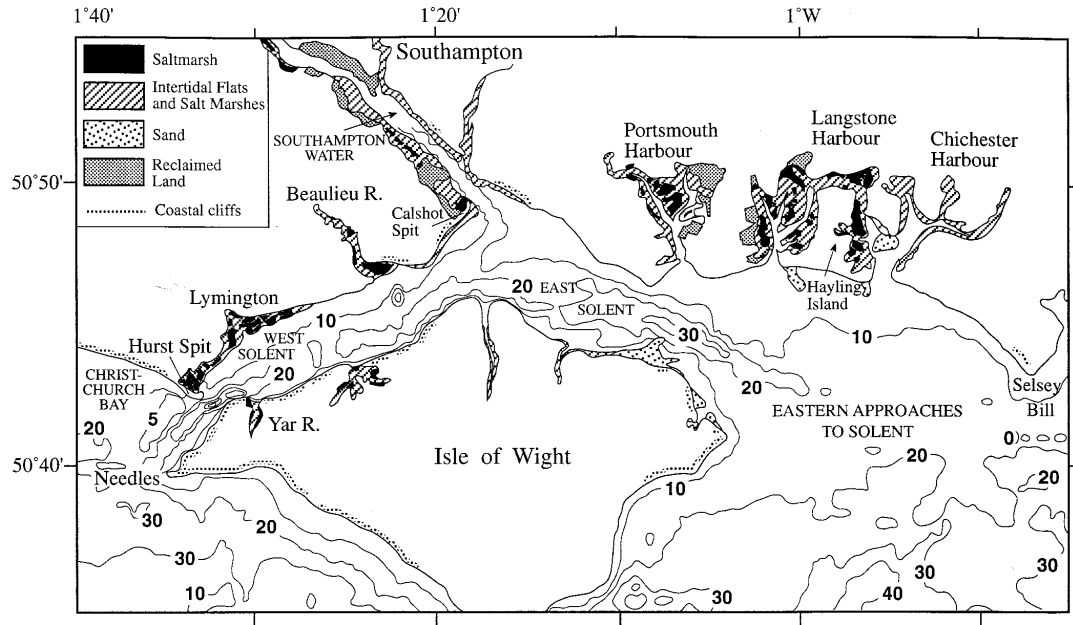 1°40'
1°20'
1°W
Saltmarsh
Intertidal Flats
and Salt Marshes
Sand
Reclaimed
Land
Coastal cliffs
Southampton
SOUTHAMPTON
WATER
Portsmouth
Harbour
Langstone
Harbour
Chichester
Harbour
50°50'
Beaulieu R.
Calshot
Spit
Hayling
Island
20
EAST
SOLENT
Lymington
10
30
10
WEST
SOLENT
Hurst Spit
20
20
CHRIST-
CHURCH
BAY
5
20
Yar R.
Selsey
Bill
EASTERN APPROACHES
TO SOLENT
0
50°40'
Isle of Wight
Needles
10
20
20
30
20
30
30
30
10
30
40